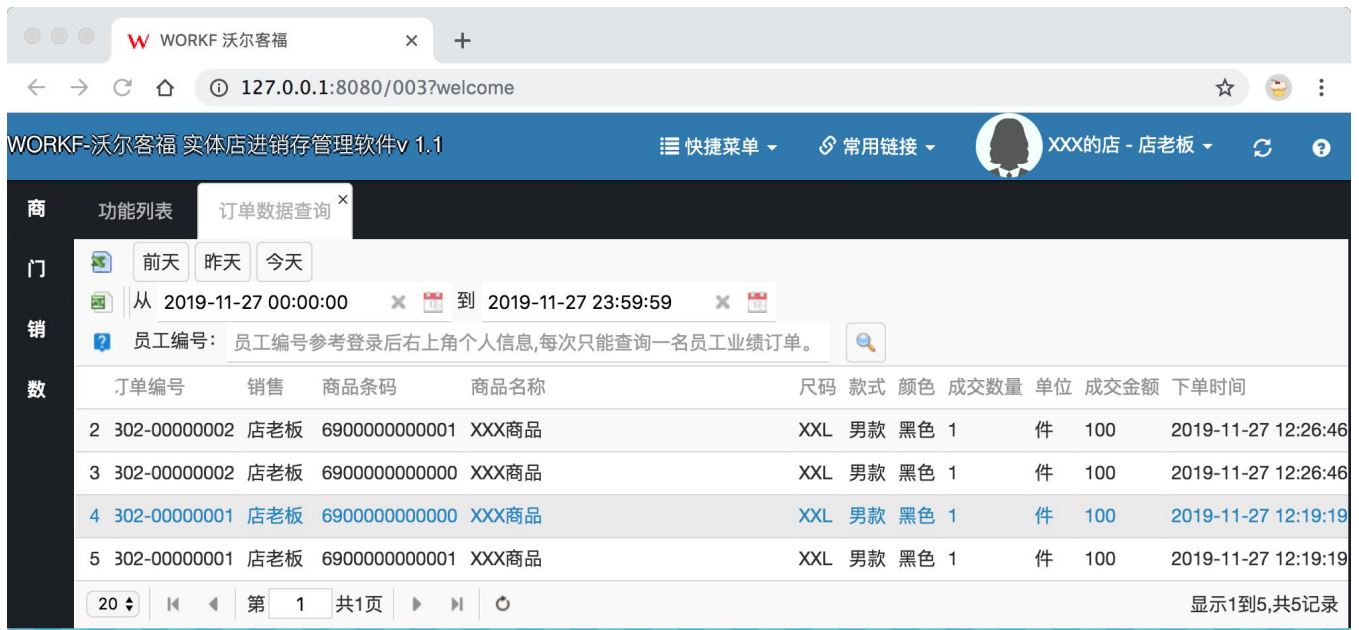 WORKF 沃尔客福
127.0.0.1:8080/003?welcome
WORKF-沃尔客福 实体店进销存管理软件v 1.1 快捷菜单 常用链接 XXX的店 - 店老板
商 功能列表 订单数据查询
门 前天 昨天 今天
从 2019-11-27 00:00:00 到 2019-11-27 23:59:59
销
员工编号： 员工编号参考登录后右上角个人信息,每次只能查询一名员工业绩订单。
数 订单编号 销售 商品条码 商品名称 尺码 款式 颜色 成交数量 单位 成交金额 下单时间
2 302-00000002 店老板 6900000000001 XXX商品 XXL 男款 黑色 1 件 100 2019-11-27 12:26:46
3 302-00000002 店老板 6900000000000 XXX商品 XXL 男款 黑色 1 件 100 2019-11-27 12:26:46
4 302-00000001 店老板 6900000000000 XXX商品 XXL 男款 黑色 1 件 100 2019-11-27 12:19:19
5 302-00000001 店老板 6900000000001 XXX商品 XXL 男款 黑色 1 件 100 2019-11-27 12:19:19
20 第 1 共1页 显示1到5,共5记录